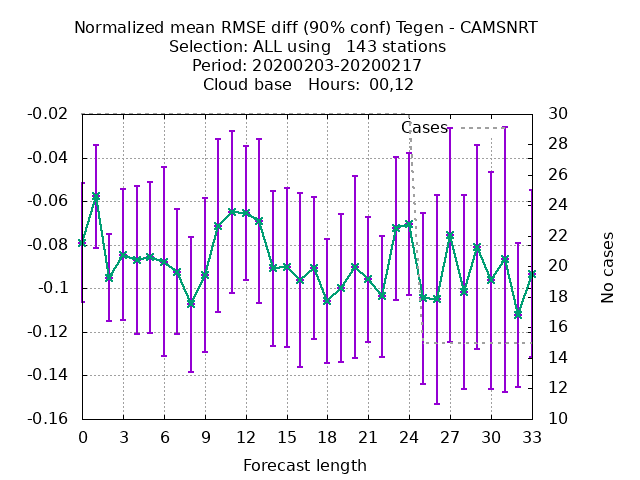 Normalized mean RMSE diff (90% conf) Tegen - CAMSNRT
Selection: ALL using   143 stations
Period: 20200203-20200217
Cloud base   Hours:  00,12
Cases
-0.02
-0.04
-0.06
-0.08
-0.1
-0.12
-0.14
-0.16
30
28
26
24
22
20
18
16
14
12
10
No cases
0 3 6 9 12 15 18 21 24 27 30 33
Forecast length